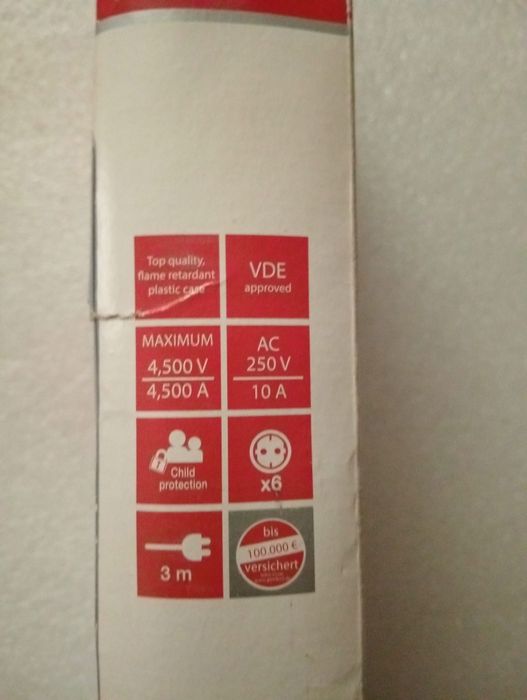 Top quality,
flame retardant
plastic case
VDE
approved
MAXIMUM
4,500 V
4,500 A
AC
250 V
10 A
Child
protection
x6
3 m
bis
100.000 €
versichert